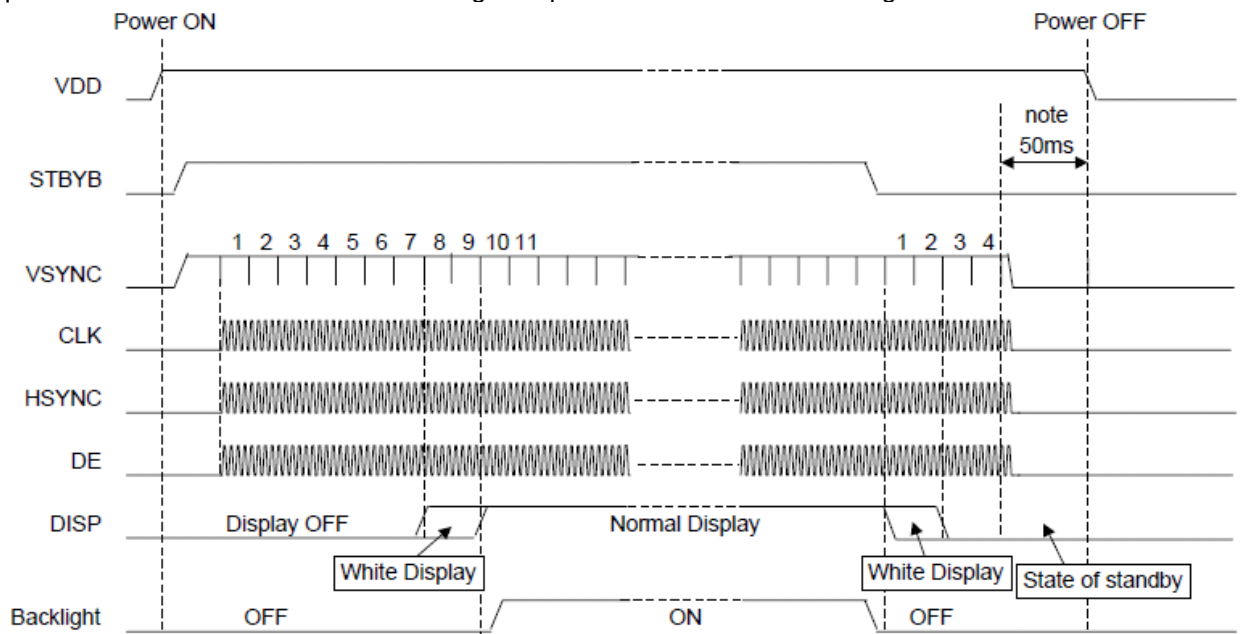 Power ON
Power OFF
VDD
note
50ms
STBYB
1 2 3 4 5 6 7 8 9 10 11
1 2 3 4
VSYNC
CLK
HSYNC
DE
DISP
Display OFF
Normal Display
White Display
White Display
State of standby
Backlight
OFF
ON
OFF